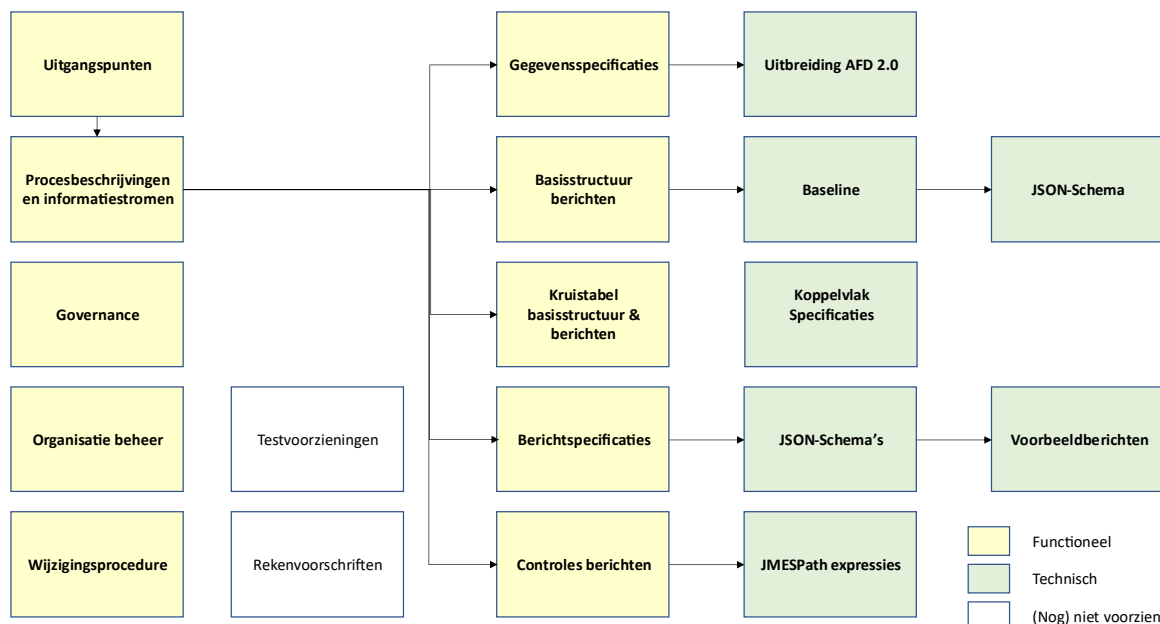 Uitgangspunten
Gegevensspecificaties
Uitbreiding AFD 2.0
Procesbeschrijvingen
en informatiestromen
Basisstructuur
berichten
Baseline
JSON-Schema
Governance
Kruistabel
basisstructuur &
berichten
Koppelvlak
Specificaties
Organisatie beheer
Testvoorzieningen
Berichtspecificaties
JSON-Schema’s
Voorbeeldberichten
Wijzigingsprocedure
Rekenvoorschriften
Controles berichten
JMESPath expressies
Functioneel
Technisch
(Nog) niet voorzien